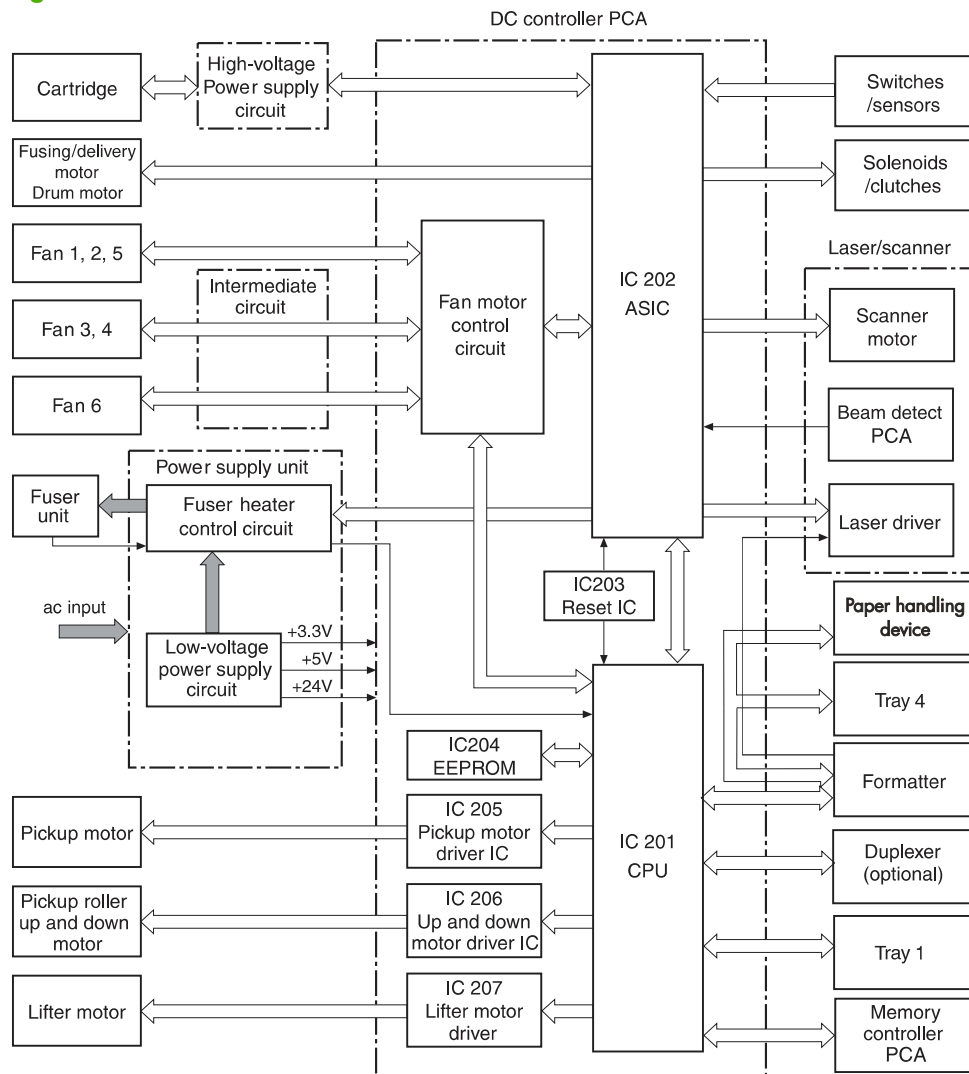 DC controller PCA
Cartridge
High-voltage
Power supply
circuit
Switches
/sensors
Fusing/delivery
motor
Drum motor
Solenoids
/clutches
Fan 1, 2, 5
Intermediate
circuit
Fan 3, 4
Fan 6
Fan motor
control
circuit
IC 202
ASIC
Laser/scanner
Scanner
motor
Beam detect
PCA
Laser driver
Power supply unit
Fuser
unit
Fuser heater
control circuit
ac input
Low-voltage
power supply
circuit
+3.3V
+5V
+24V
IC203
Reset IC
Paper handling
device
Tray 4
Formatter
IC204
EEPROM
Pickup motor
IC 205
Pickup motor
driver IC
IC 201
CPU
Duplexer
(optional)
Pickup roller
up and down
motor
IC 206
Up and down
motor driver IC
Tray 1
Lifter motor
IC 207
Lifter motor
driver
Memory
controller
PCA